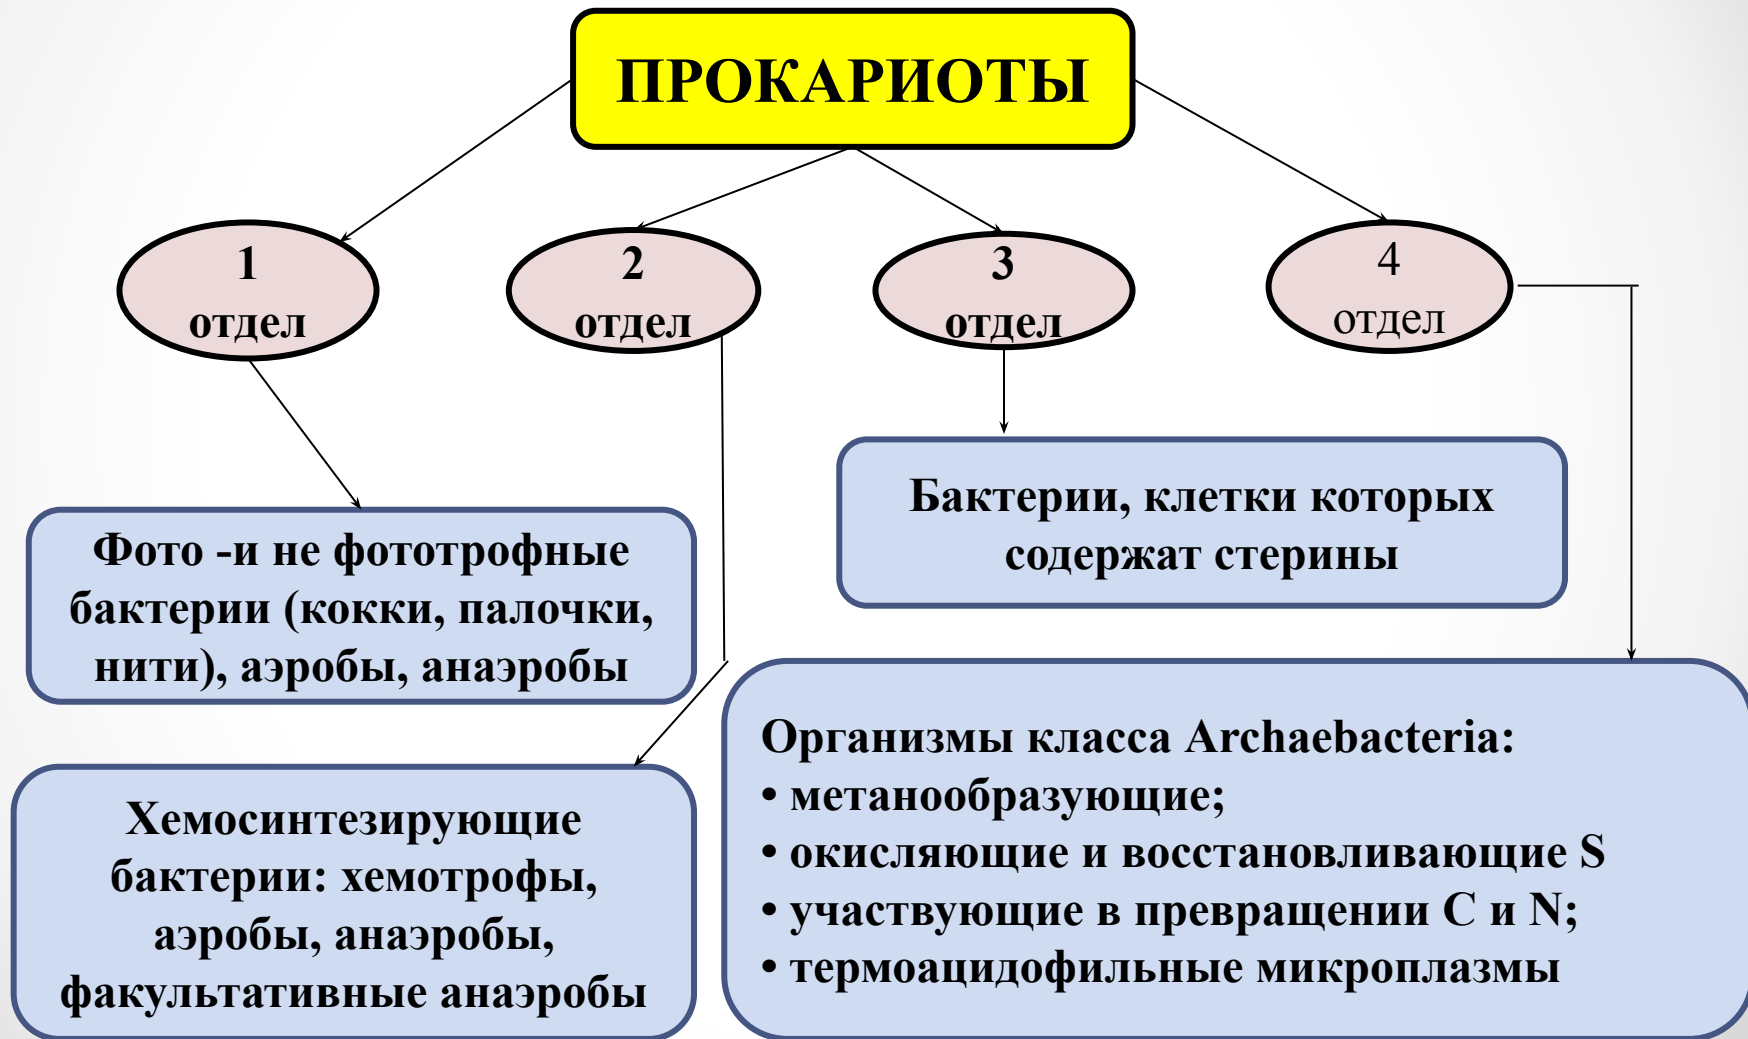 ПРОКАРИОТЫ
1
отдел
2
отдел
3
отдел
4
отдел
Фото -и не фототрофные
бактерии (кокки, палочки,
нити), аэробы, анаэробы
Хемосинтезирующие
бактерии: хемотрофы,
аэробы, анаэробы,
факультативные анаэробы
Бактерии, клетки которых
содержат стерины
Организмы класса Archaebacteria:
• метанообразующие;
• окисляющие и восстановливающие S
• участвующие в превращении C и N;
• термоацидофильные микроплазмы